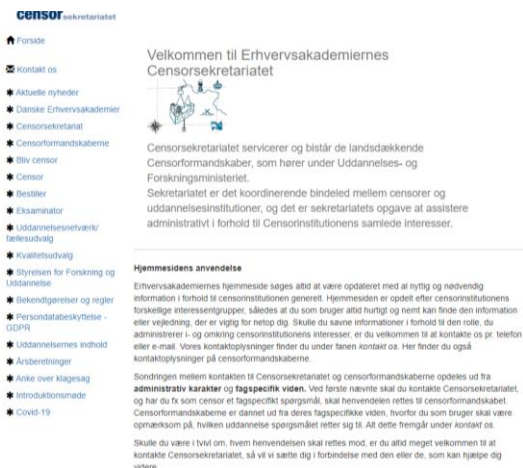 censor sekretariatet
Forside
Kontakt os
Aktuelle nyheder
Danske Erhvervsakademier
Censorsekretariat
Censorformandskaberne
Bliv censor
Censor
Bestiller
Eksaminator
Uddannelsesnetværk/
fællesudvalg
Kvalitetsudvalg
Styrelsen for Forskning og
Uddannelse
Bekendtgørelser og regler
Persondatabeskyttelse -
GDPR
Uddannelsernes indhold
Årsberetninger
Anke over klagesag
Introduktionsmøde
Covid-19
Velkommen til Erhvervsakademiernes
Censorsekretariatet
Censorsekretariatet servicerer og bistår de landsdækkende
Censorformandskaber, som hører under Uddannelses- og
Forskningsministeriet.
Sekretariatet er det koordinerende bindeled mellem censorer og
uddannelsesinstitutioner, og det er sekretariatets opgave at assistere
administrativt i forhold til Censorinstitutionens samlede interesser.
Hjemmesidens anvendelse
Erhvervsakademiernes hjemmeside søges altid at være opdateret med al nyttig og nødvendig
information i forhold til censorinstitutionen generelt. Hjemmesiden er opdelt efter censorinstitutionens
forskellige interessentgrupper, således at du som bruger altid hurtigt og nemt kan finde den information
eller vejledning, der er vigtig for netop dig. Skulle du savne informationer i forhold til den rolle, du
administrerer i- og omkring censorinstitutionens interesser, er du velkommen til at kontakte os pr. telefon
eller e-mail. Vores kontaktoplysninger finder du under fanen kontakt os. Her finder du også
kontaktoplysninger på censorformandskaberne.
Sondringen mellem kontakten til Censorsekretariatet og censorformandskaberne opdeles ud fra
administrativ karakter og fagspecifik viden. Ved første nævnte skal du kontakte Censorsekretariatet,
og har du fx som censor et fagspecifikt spørgsmål, skal henvendelsen rettes til censorformandskabet.
Censorformandskaberne er dannet ud fra deres fagspecifikke viden, hvorfor du som bruger skal være
opmærksom på, hvilken uddannelse spørgsmålet retter sig til. Alt dette fremgår under kontakt os.
Skulle du være i tvivl om, hvem henvendelsen skal rettes mod, er du altid meget velkommen til at
kontakte Censorsekretariatet, så vil vi sætte dig i forbindelse med den eller de, som kan hjælpe dig
videre.